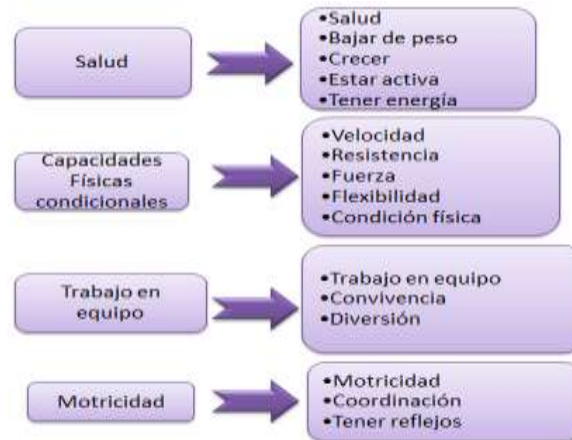 Salud
•Salud
•Bajar de peso
•Crecer
•Estar activa
•Tener energía
Capacidades
Físicas
condicionales
•Velocidad
•Resistencia
•Fuerza
•Flexibilidad
•Condición física
Trabajo en
equipo
•Trabajo en equipo
•Convivencia
•Diversión
Motricidad
•Motricidad
•Coordinación
•Tener reflejos